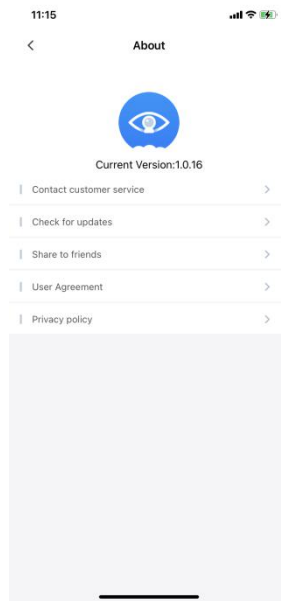 11:15
About
Current Version:1.0.16
Contact customer service
Check for updates
Share to friends
User Agreement
Privacy policy